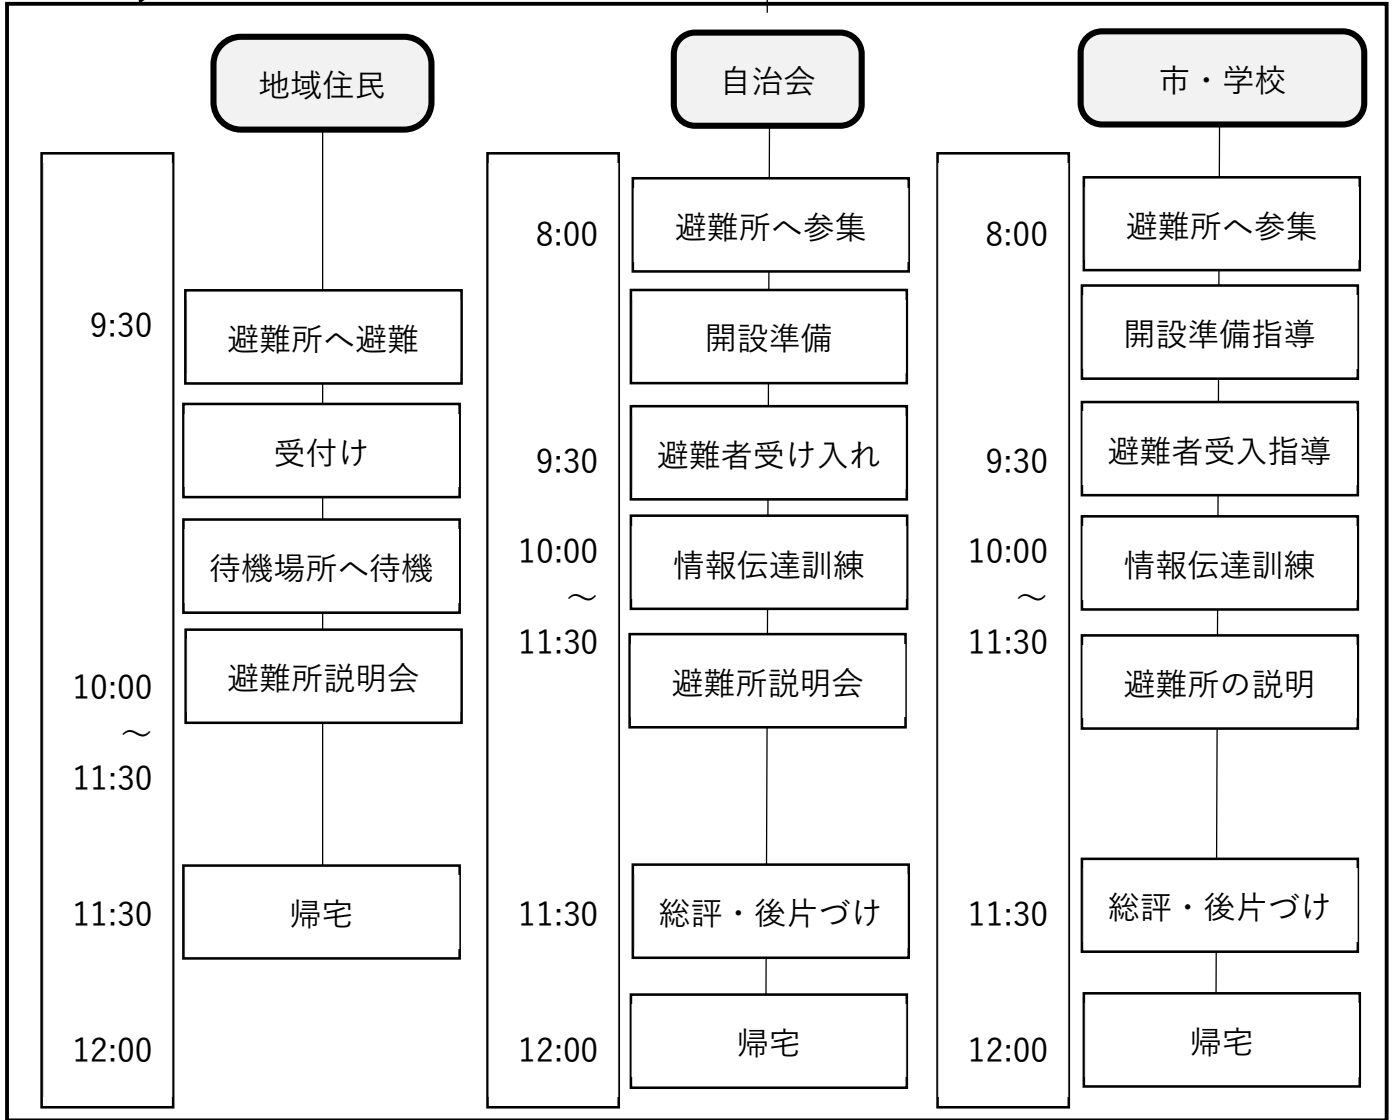 地域住民
9:30
避難所へ避難
受付け
待機場所へ待機
10:00
～
11:30
避難所説明会
11:30
帰宅
12:00
自治会
8:00
避難所へ参集
開設準備
9:30
避難者受け入れ
10:00
～
11:30
情報伝達訓練
避難所説明会
11:30
総評・後片づけ
12:00
帰宅
市・学校
8:00
避難所へ参集
開設準備指導
9:30
避難者受入指導
10:00
～
11:30
情報伝達訓練
避難所の説明
11:30
総評・後片づけ
12:00
帰宅